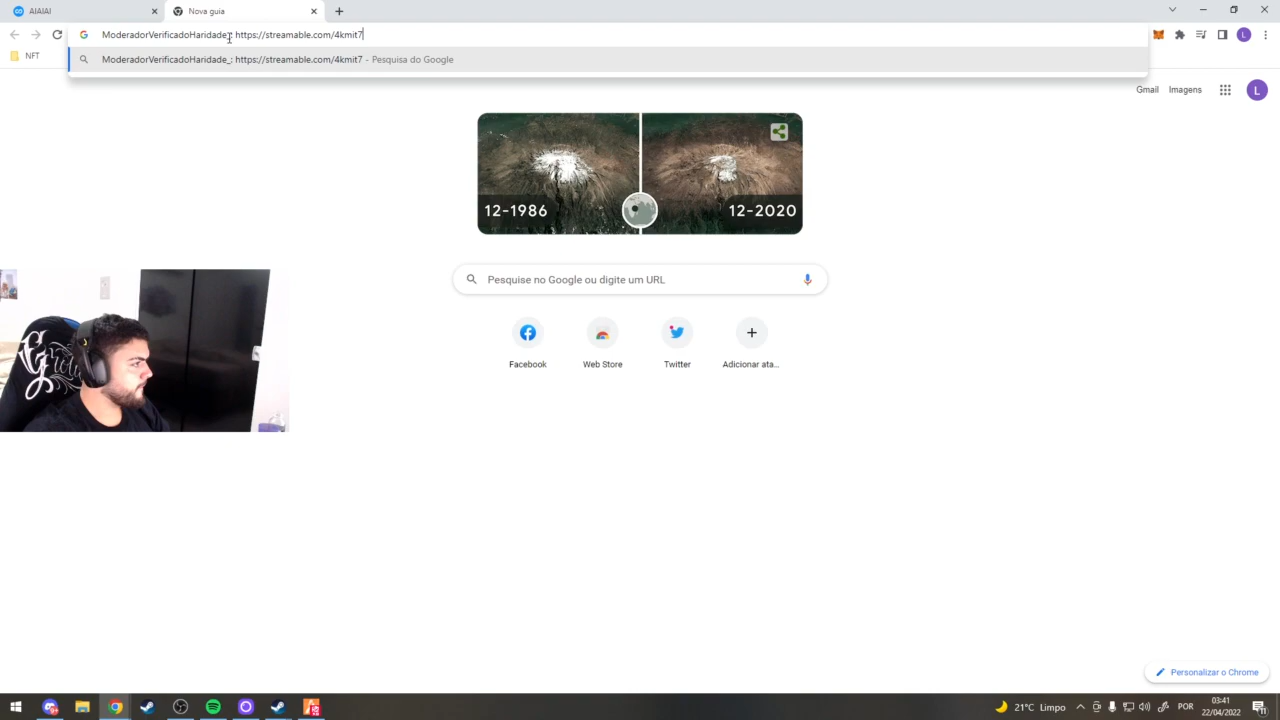 AIAIAI
Nova guia
ModeradorVerificadoHaridade_: https://streamable.com/4kmit7
ModeradorVerificadoHaridade_: https://streamable.com/4kmit7 - Pesquisa do Google
NFT
Gmail
Imagens
L
12-1986
12-2020
Pesquise no Google ou digite um URL
Facebook
Web Store
Twitter
Adicionar ata...
Personalizar o Chrome
21°C Limpo
POR
03:41
22/04/2022